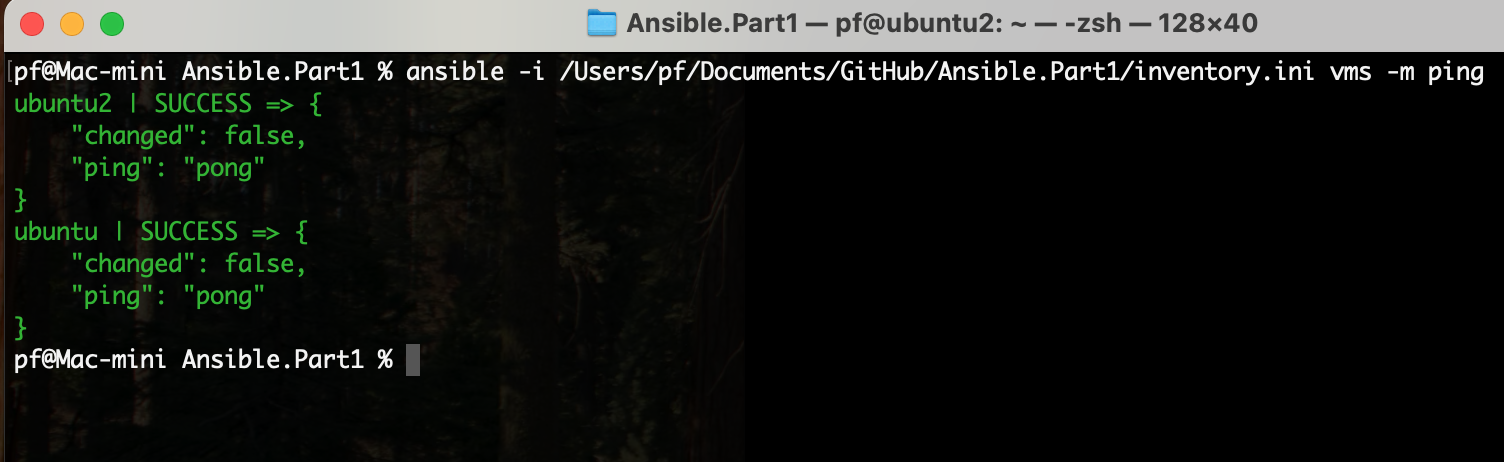 Ansible.Part1 — pf@ubuntu2: ~ — -zsh — 128×40
[pf@Mac-mini Ansible.Part1 % ansible -i /Users/pf/Documents/GitHub/Ansible.Part1/inventory.ini vms -m ping
ubuntu2 | SUCCESS => {
    "changed": false,
    "ping": "pong"
}
ubuntu | SUCCESS => {
    "changed": false,
    "ping": "pong"
}
pf@Mac-mini Ansible.Part1 %